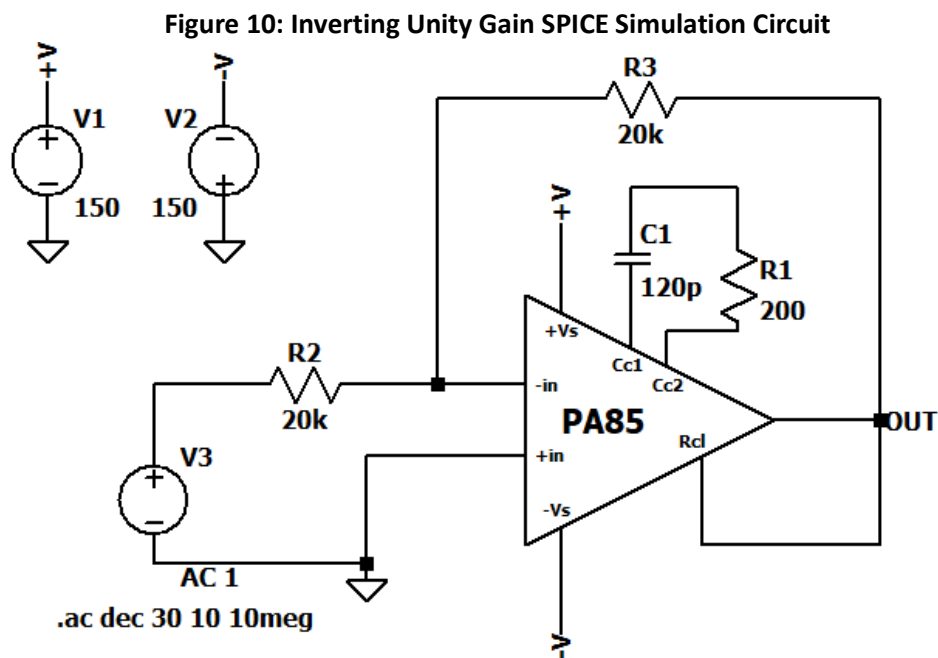 Figure 10: Inverting Unity Gain SPICE Simulation Circuit
+V
V1
150
-V
V2
150
R3
20k
+V
C1
120p
R1
200
+Vs
Cc1
Cc2
R2
20k
-in
PA85
OUT
Rcl
+in
V3
-Vs
AC 1
.ac dec 30 10 10meg
-V